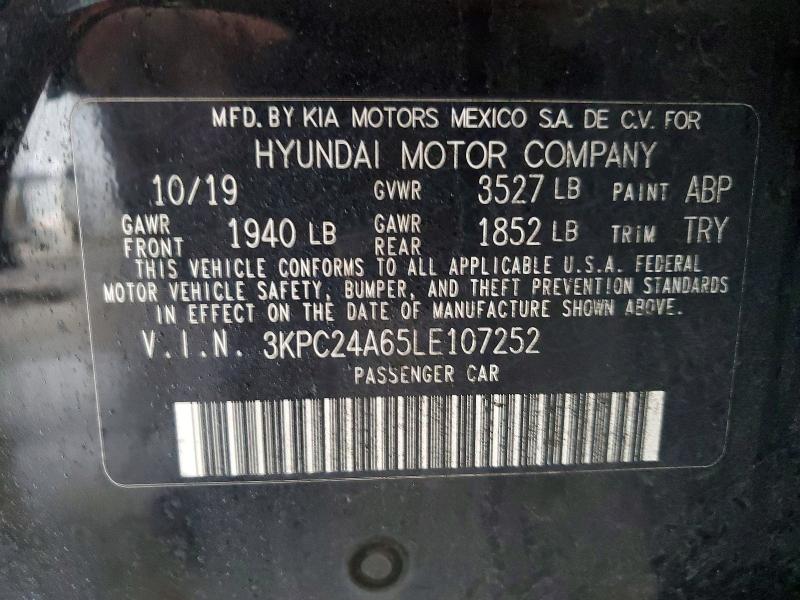 MFD. BY KIA MOTORS MEXICO S.A. DE C.V. FOR
HYUNDAI MOTOR COMPANY
10/19 GVWR 3527 LB PAINT ABP
GAWR FRONT 1940 LB GAWR REAR 1852 LB TRIM TRY
THIS VEHICLE CONFORMS TO ALL APPLICABLE U.S.A. FEDERAL
MOTOR VEHICLE SAFETY, BUMPER, AND THEFT PREVENTION STANDARDS
IN EFFECT ON THE DATE OF MANUFACTURE SHOWN ABOVE.
V.I.N. 3KPC24A65LE107252
PASSENGER CAR